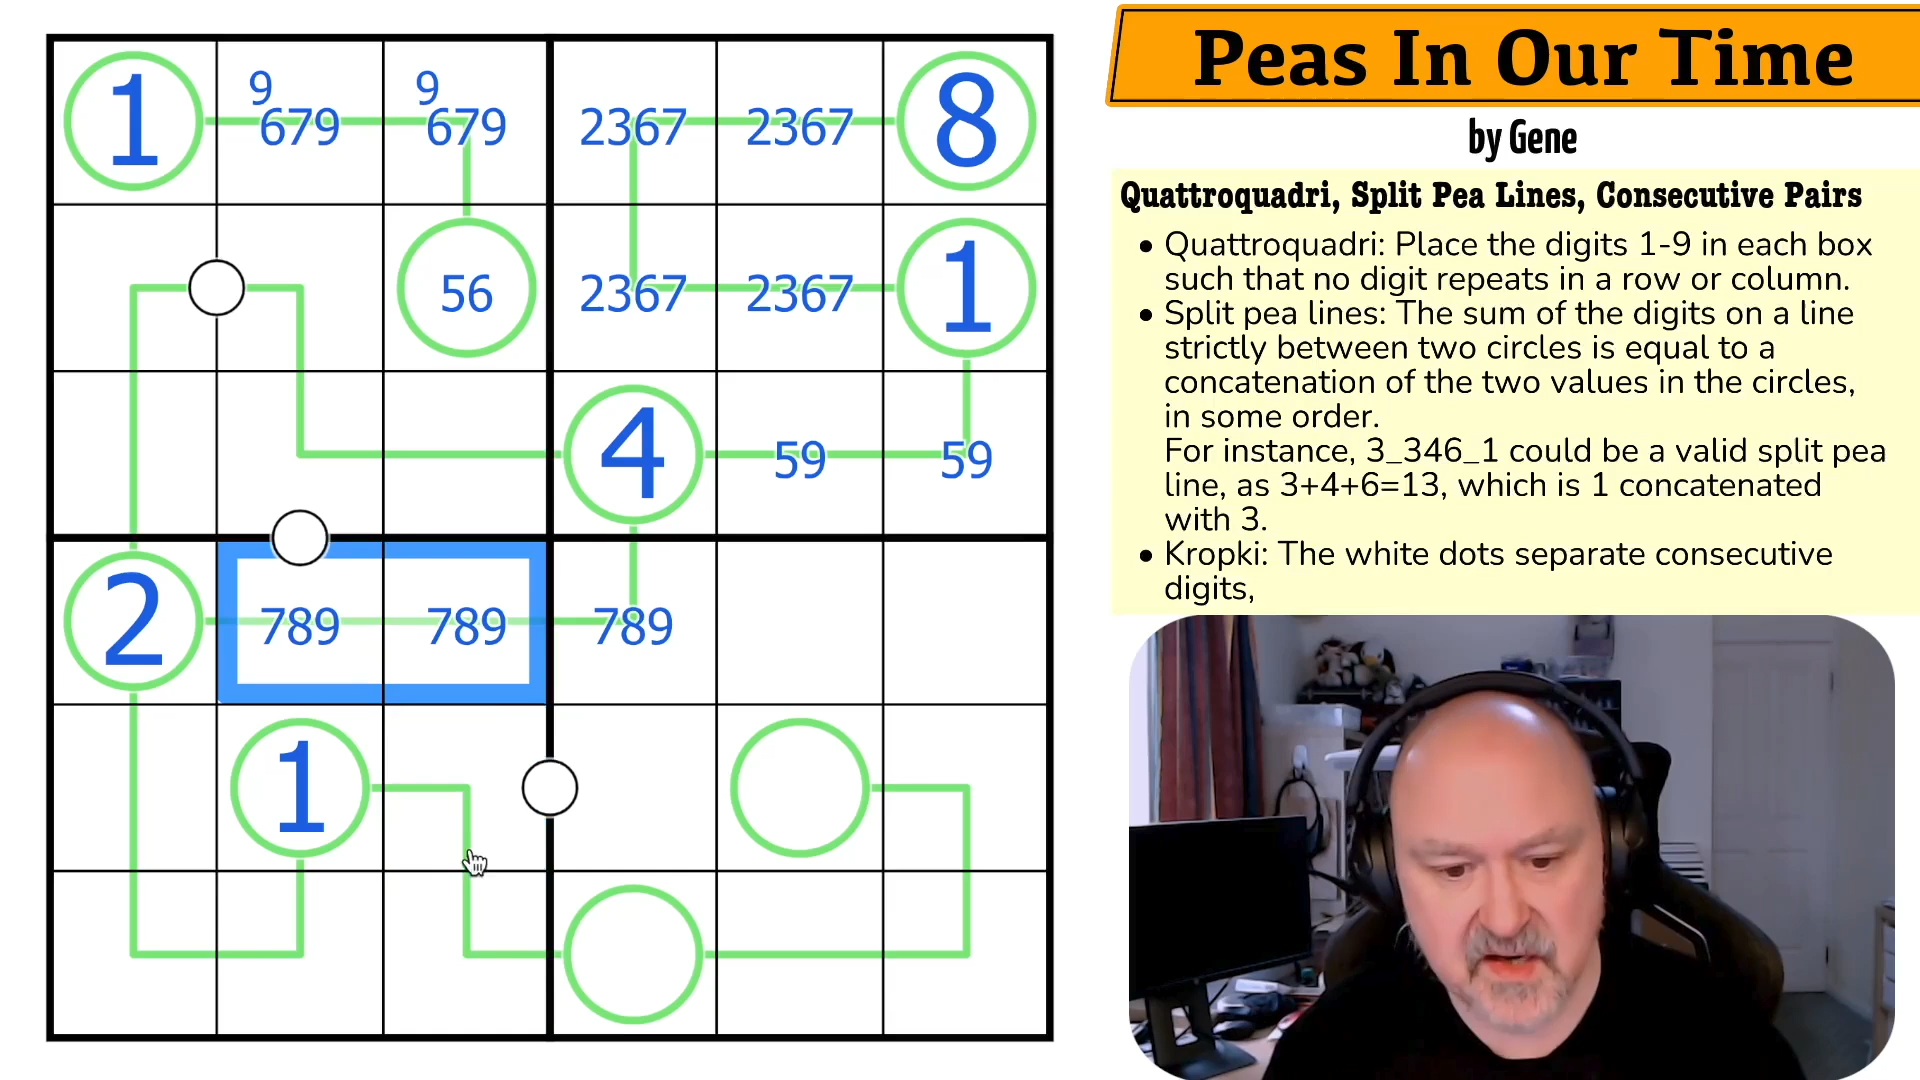 Peas In Our Time
by Gene
Quattroquadri, Split Pea Lines, Consecutive Pairs
• Quattroquadri: Place the digits 1-9 in each box
such that no digit repeats in a row or column.
• Split pea lines: The sum of the digits on a line
strictly between two circles is equal to a
concatenation of the two values in the circles,
in some order.
For instance, 3_346_1 could be a valid split pea
line, as 3+4+6=13, which is 1 concatenated
with 3.
• Kropki: The white dots separate consecutive
digits,
9 9
1 679 679 2367 2367 8
56 2367 2367 1
4 59 59
2 789 789 789
1